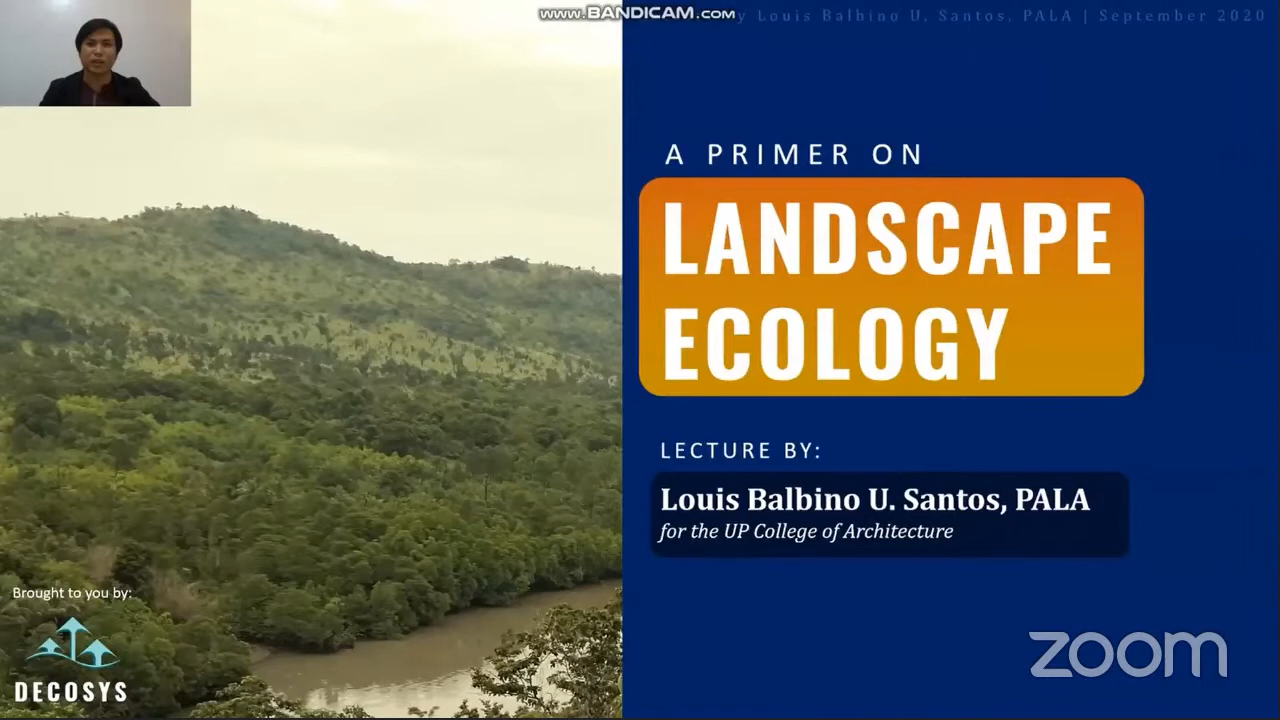 www.BANDICAM.com
y Louis Balbino U. Santos, PALA | September 2020
A PRIMER ON
LANDSCAPE
ECOLOGY
LECTURE BY:
Louis Balbino U. Santos, PALA
for the UP College of Architecture
Brought to you by:
DECOSYS
zoom